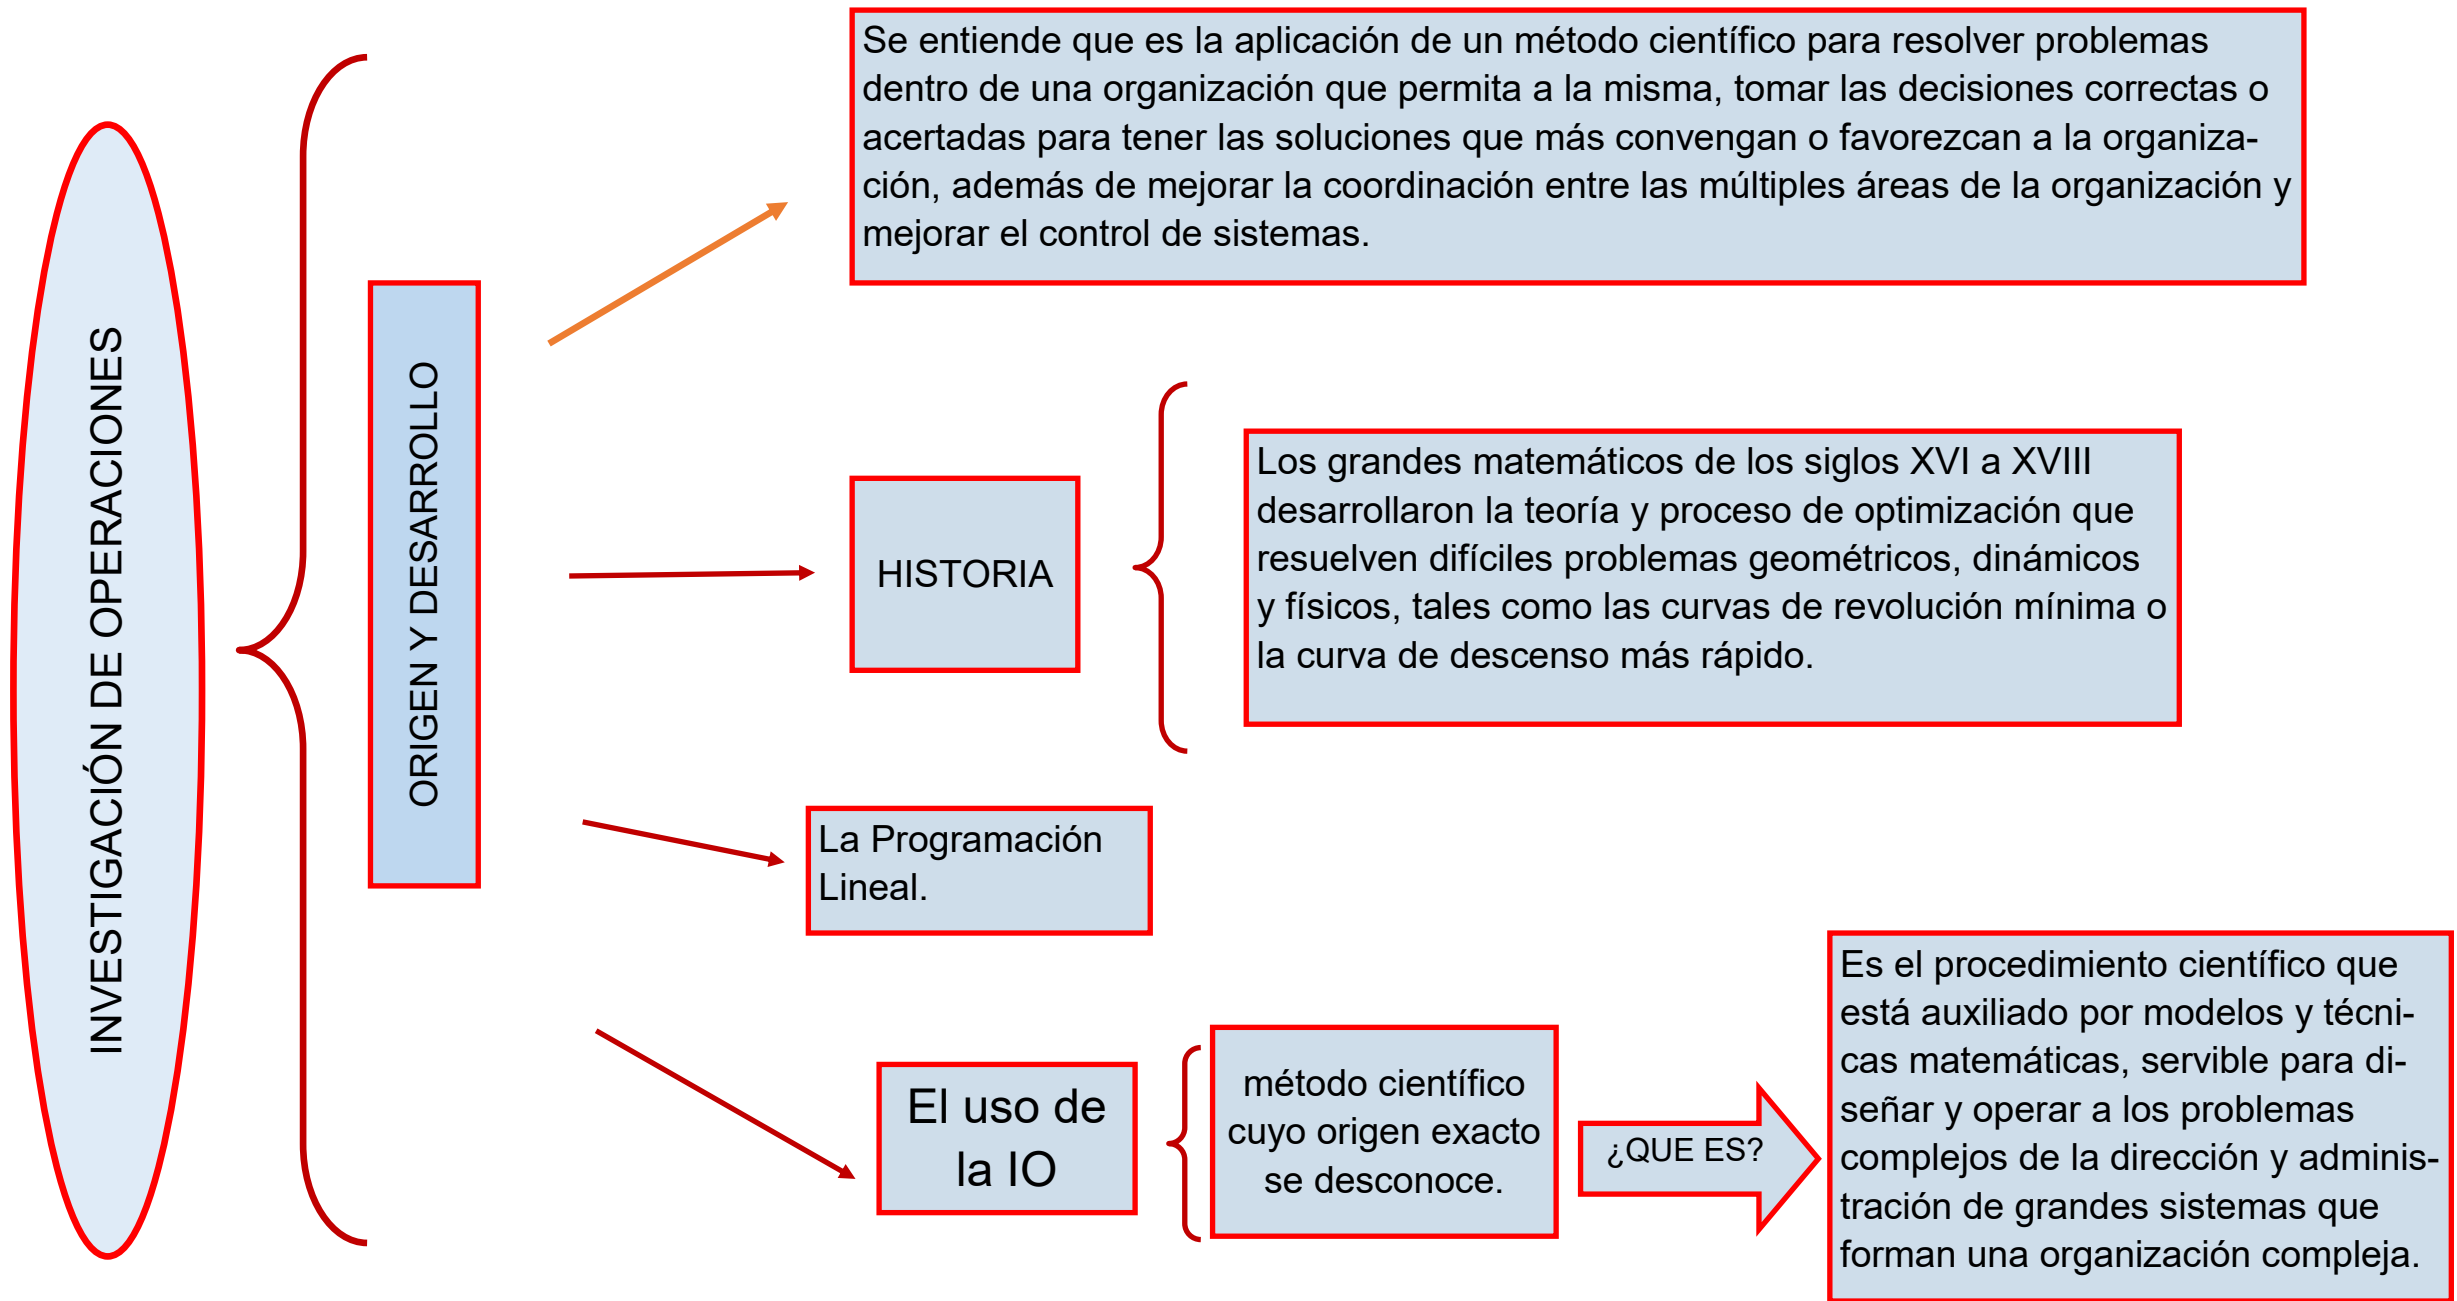 INVESTIGACIÓN DE OPERACIONES
ORIGEN Y DESARROLLO
Se entiende que es la aplicación de un método científico para resolver problemas
dentro de una organización que permita a la misma, tomar las decisiones correctas o
acertadas para tener las soluciones que más convengan o favorezcan a la organiza-
ción, además de mejorar la coordinación entre las múltiples áreas de la organización y
mejorar el control de sistemas.
HISTORIA
Los grandes matemáticos de los siglos XVI a XVIII
desarrollaron la teoría y proceso de optimización que
resuelven difíciles problemas geométricos, dinámicos
y físicos, tales como las curvas de revolución mínima o
la curva de descenso más rápido.
La Programación
Lineal.
El uso de
la IO
método científico
cuyo origen exacto
se desconoce.
¿QUE ES?
Es el procedimiento científico que
está auxiliado por modelos y técni-
cas matemáticas, servible para di-
señar y operar a los problemas
complejos de la dirección y adminis-
tración de grandes sistemas que
forman una organización compleja.